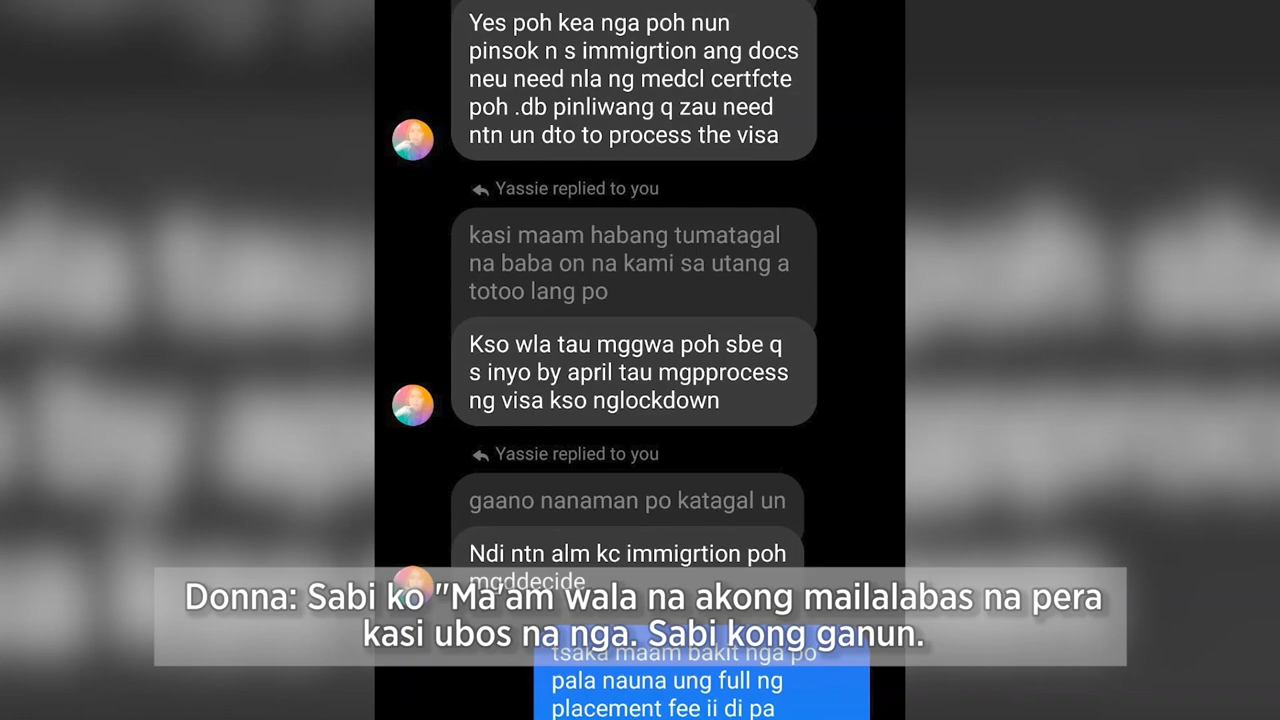 Yes poh kea nga poh nun
pinsok n s immigrtion ang docs
neu need nla ng medcl certfcte
poh .db pinliwang q zau need
ntn un dto to process the visa
Yassie replied to you
kasi maam habang tumatagal
na baba on na kami sa utang a
totoo lang po
Kso wla tau mggwa poh sbe q
s inyo by april tau mgpprocess
ng visa kso nglockdown
Yassie replied to you
gaano nanaman po katagal un
Ndi ntn alm kc immigrtion poh
mgddecide
Donna: Sabi ko "Ma'am wala na akong mailalabas na pera
kasi ubos na nga. Sabi kong ganun.
tsaka maam bakit nga po
pala nauna ung full ng
placement fee ii di pa